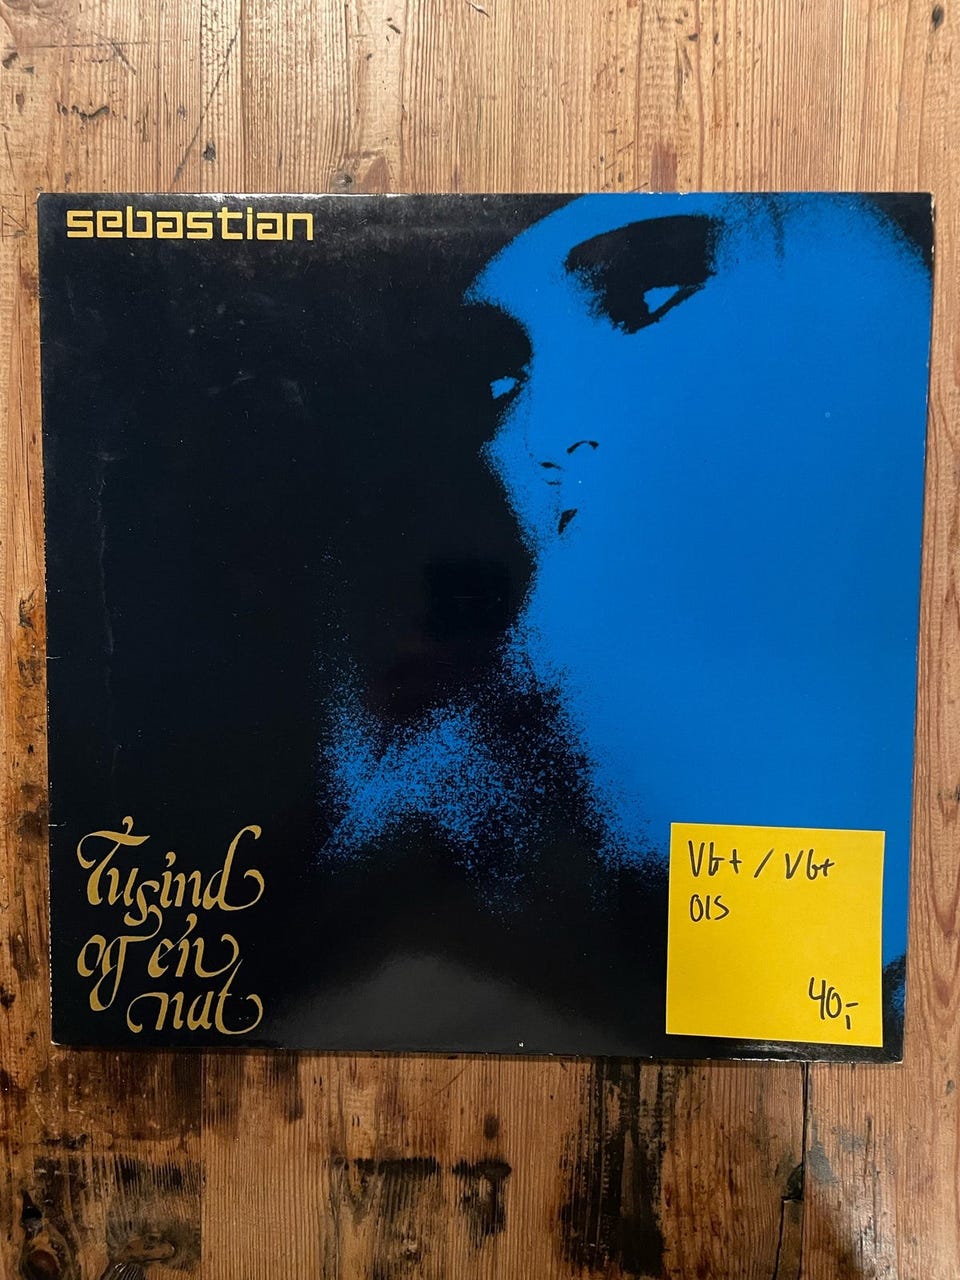 sebastian
Tusind
og én
nat
VG+ / VG+
OIS
40,-